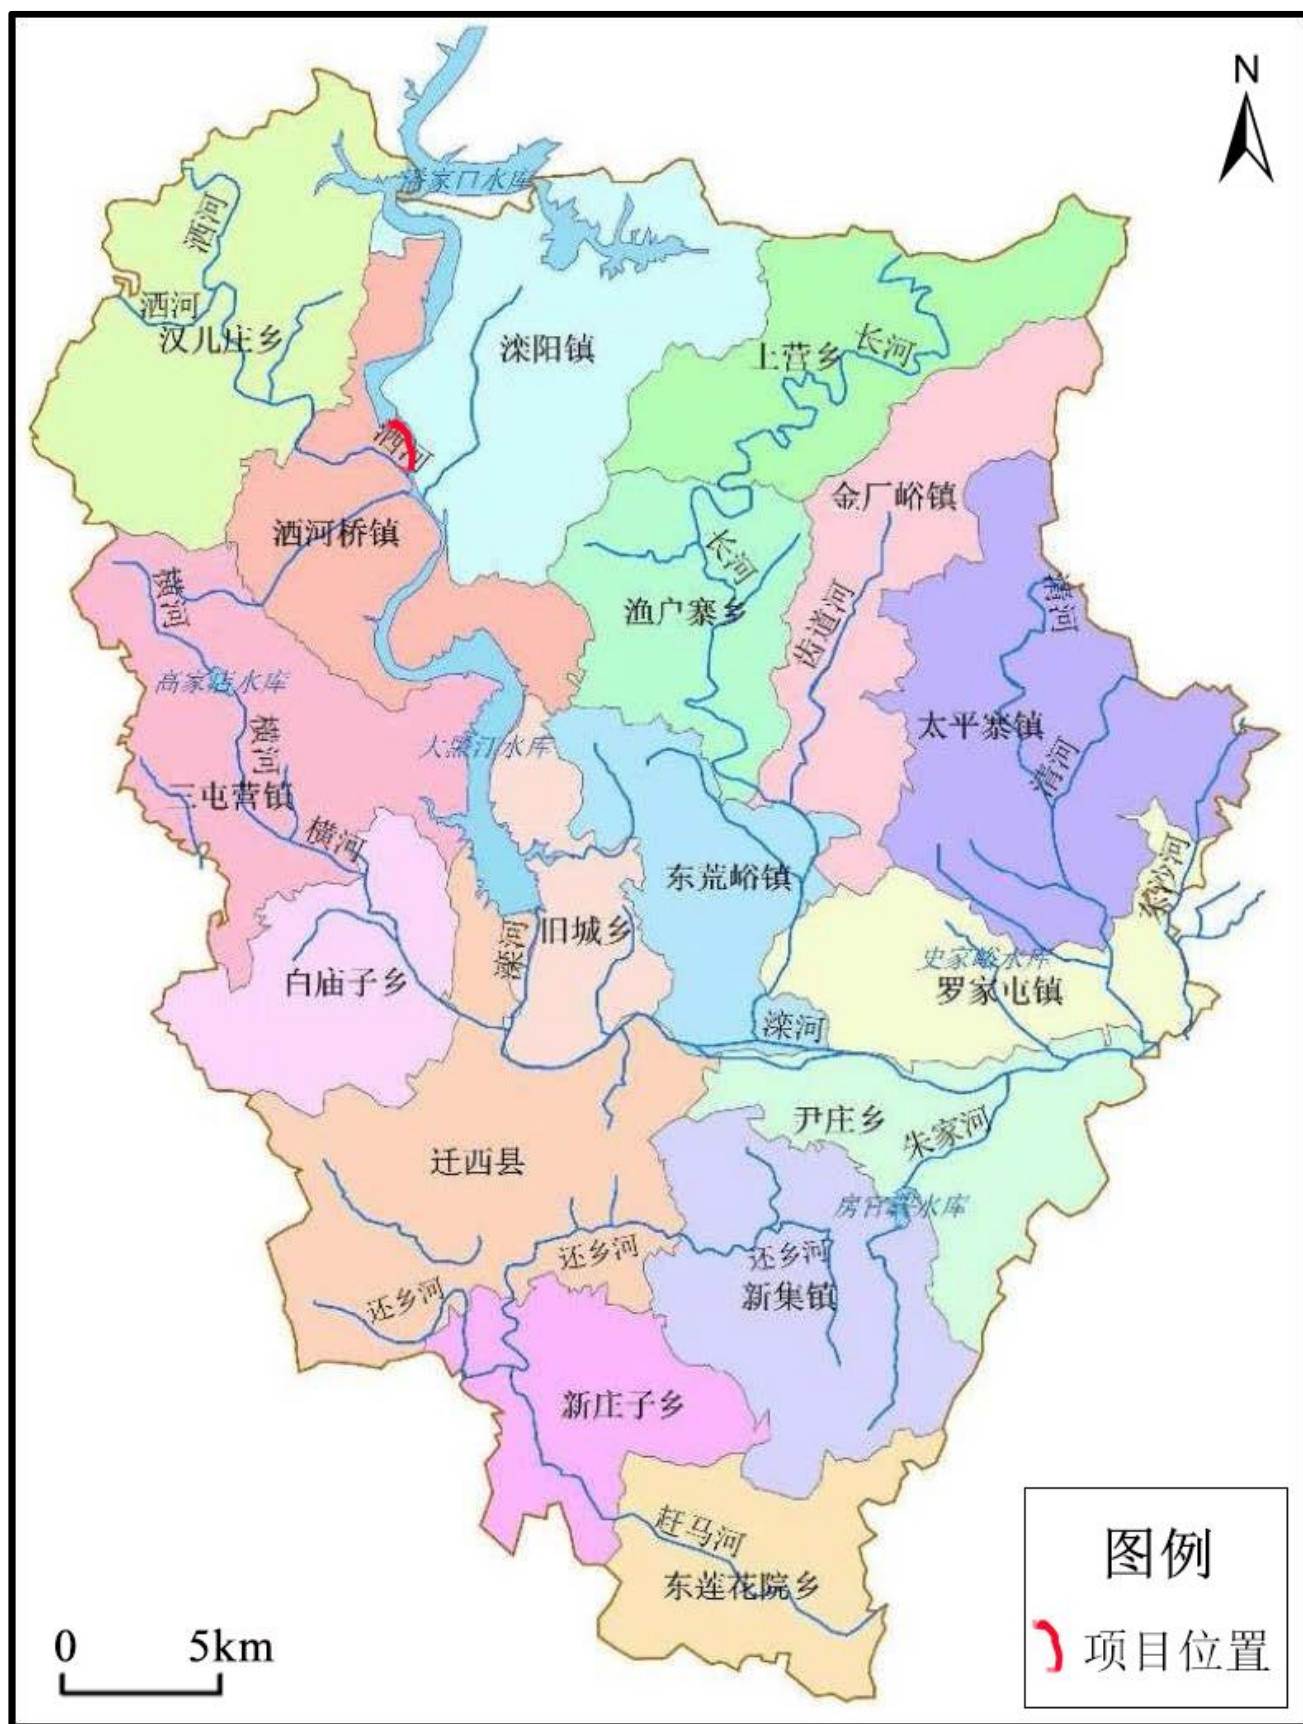 N
潘家口水库
洒河
洒河
汉儿庄乡
滦阳镇
上营乡
长河
洒河
金厂峪镇
洒河桥镇
长河
横河
渔户寨乡
齿道河
清河
高家店水库
横河
大黑汀水库
太平寨镇
清河
三屯营镇
横河
东荒峪镇
东沙河
滦河
旧城乡
白庙子乡
史家峪水库
罗家屯镇
滦河
尹庄乡
朱家河
迁西县
房官营水库
还乡河
还乡河
还乡河
新集镇
新庄子乡
赶马河
东莲花院乡
图例
项目位置
0 5km